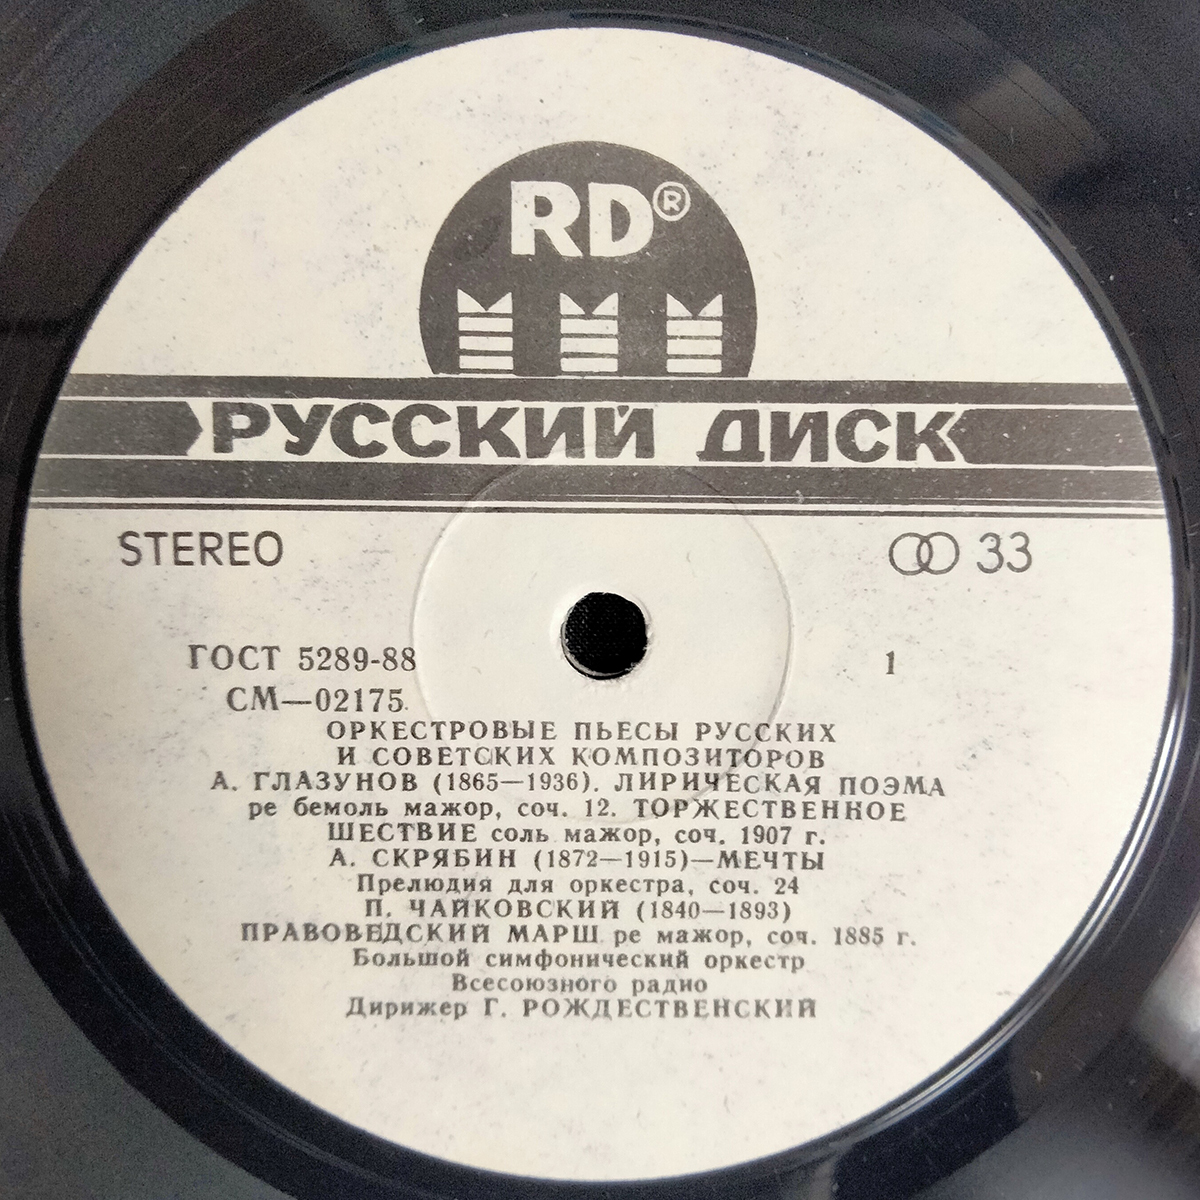 RD®
РУССКИЙ ДИСК
STEREO
33
ГОСТ 5289-88
1
СМ—02175
ОРКЕСТРОВЫЕ ПЬЕСЫ РУССКИХ
И СОВЕТСКИХ КОМПОЗИТОРОВ
А. ГЛАЗУНОВ (1865—1936). ЛИРИЧЕСКАЯ ПОЭМА
ре бемоль мажор, соч. 12. ТОРЖЕСТВЕННОЕ
ШЕСТВИЕ соль мажор, соч. 1907 г.
А. СКРЯБИН (1872—1915)—МЕЧТЫ
Прелюдия для оркестра, соч. 24
П. ЧАЙКОВСКИЙ (1840—1893)
ПРАВОВЕДСКИЙ МАРШ ре мажор, соч. 1885 г.
Большой симфонический оркестр
Всесоюзного радио
Дирижер Г. РОЖДЕСТВЕНСКИЙ